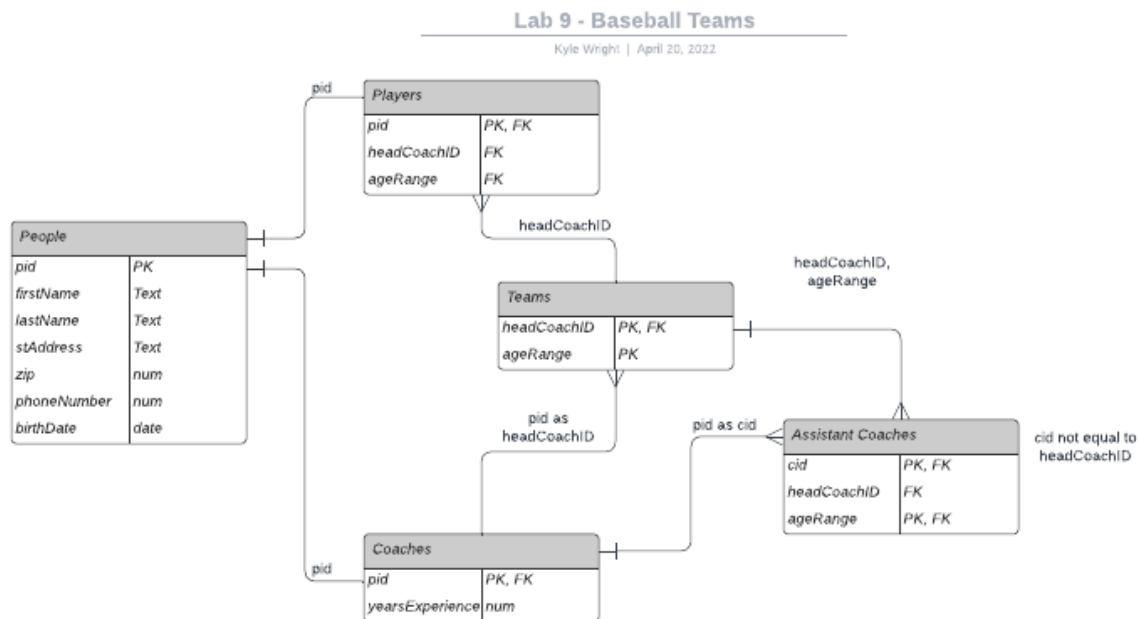 Lab 9 - Baseball Teams
Kyle Wright | April 20, 2022
pid
Players
pid PK, FK
headCoachID FK
ageRange FK
headCoachID
People
pid PK
firstName Text
lastName Text
stAddress Text
zip num
phoneNumber num
birthDate date
headCoachID,
ageRange
Teams
headCoachID PK, FK
ageRange PK
pid as
headCoachID
pid as cid
Assistant Coaches
cid PK, FK
headCoachID FK
ageRange PK, FK
cid not equal to
headCoachID
pid
Coaches
pid PK, FK
yearsExperience num